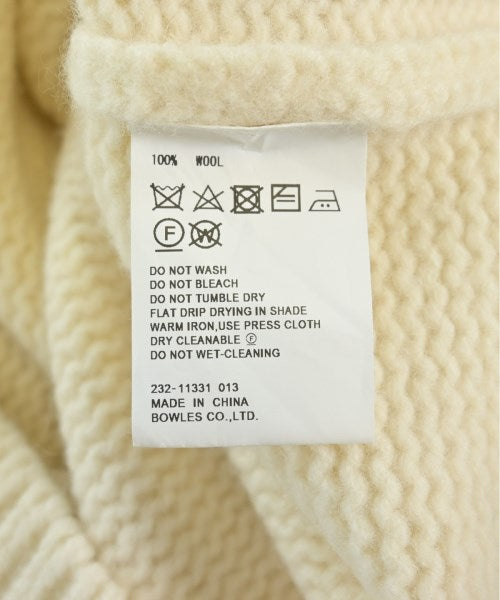 100% WOOL
F W
DO NOT WASH
DO NOT BLEACH
DO NOT TUMBLE DRY
FLAT DRIP DRYING IN SHADE
WARM IRON,USE PRESS CLOTH
DRY CLEANABLE Ⓕ
DO NOT WET-CLEANING
232-11331 013
MADE IN CHINA
BOWLES CO.,LTD.